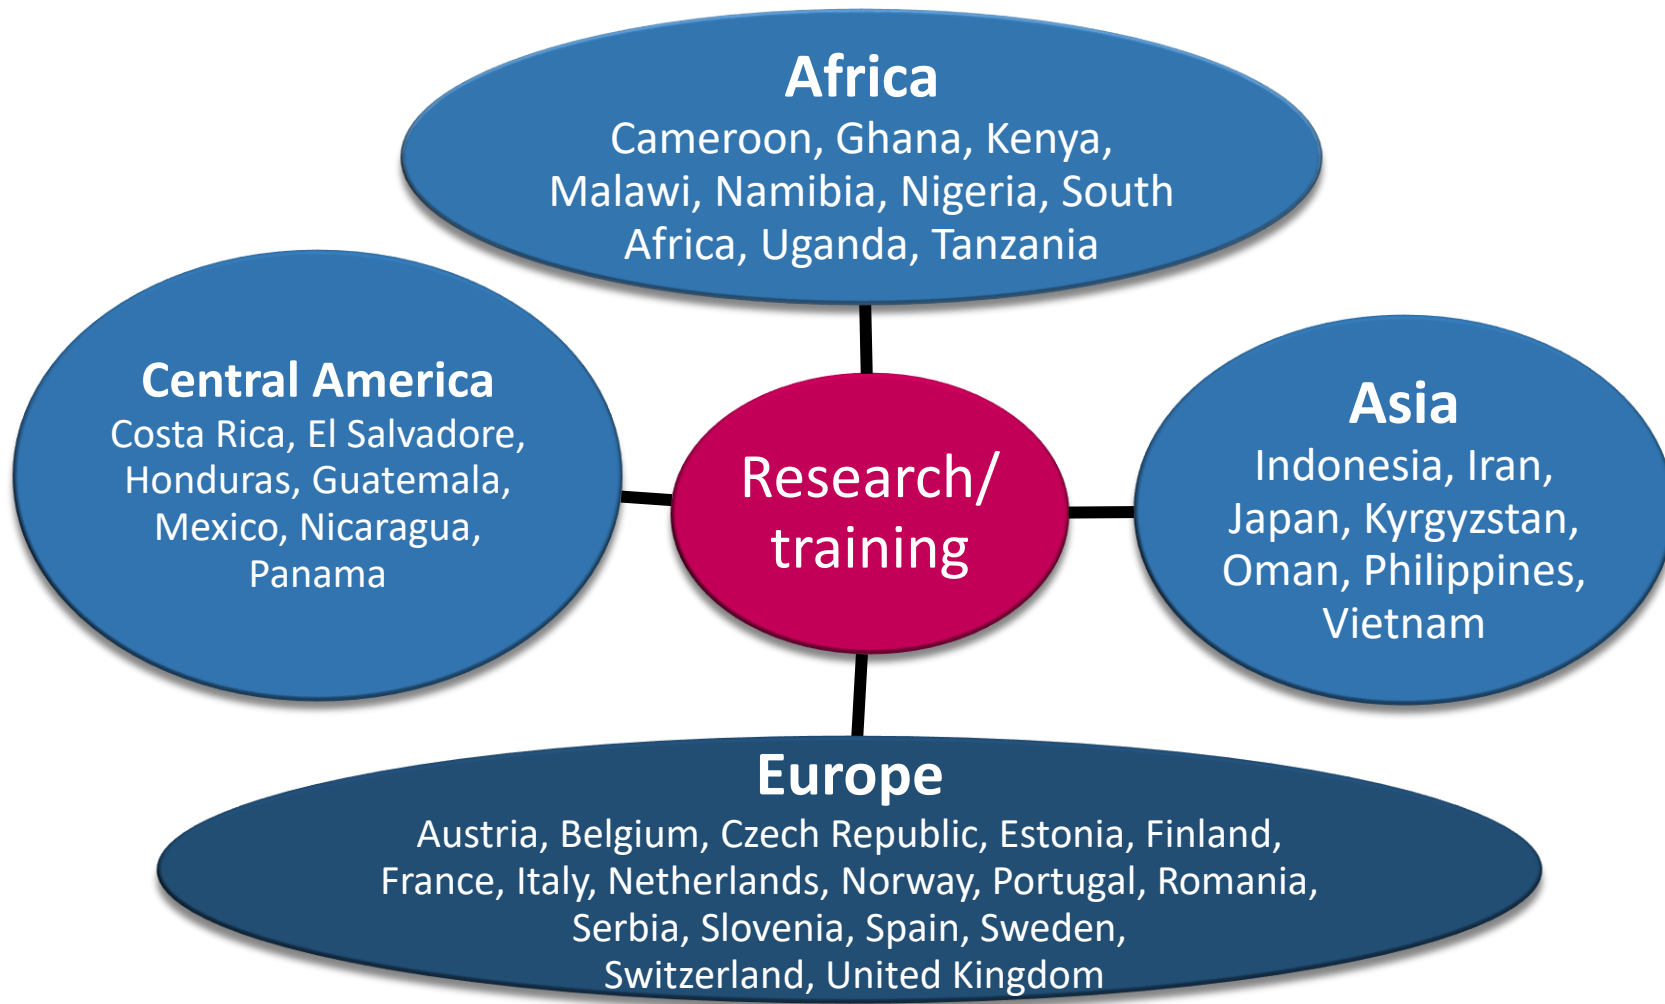 Africa
Cameroon, Ghana, Kenya,
Malawi, Namibia, Nigeria, South
Africa, Uganda, Tanzania
Central America
Costa Rica, El Salvadore,
Honduras, Guatemala,
Mexico, Nicaragua,
Panama
Research/
training
Asia
Indonesia, Iran,
Japan, Kyrgyzstan,
Oman, Philippines,
Vietnam
Europe
Austria, Belgium, Czech Republic, Estonia, Finland,
France, Italy, Netherlands, Norway, Portugal, Romania,
Serbia, Slovenia, Spain, Sweden,
Switzerland, United Kingdom